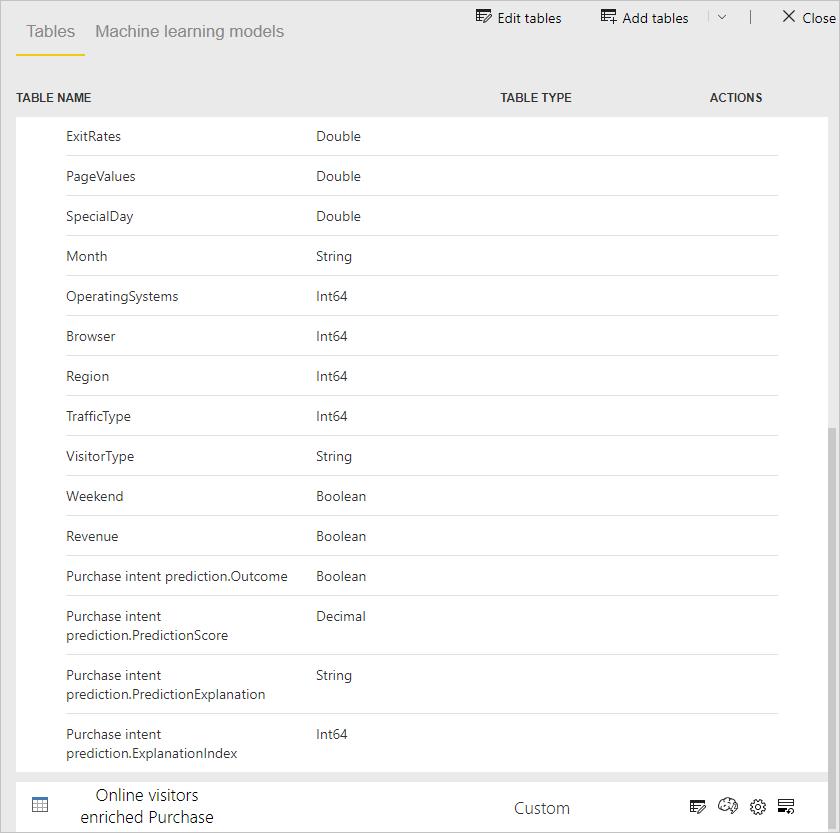 Tables Machine learning models Edit tables Add tables Close
TABLE NAME TABLE TYPE ACTIONS
ExitRates Double
PageValues Double
SpecialDay Double
Month String
OperatingSystems Int64
Browser Int64
Region Int64
TrafficType Int64
VisitorType String
Weekend Boolean
Revenue Boolean
Purchase intent prediction.Outcome Boolean
Purchase intent Decimal
prediction.PredictionScore
Purchase intent String
prediction.PredictionExplanation
Purchase intent Int64
prediction.ExplanationIndex
Online visitors
enriched Purchase Custom